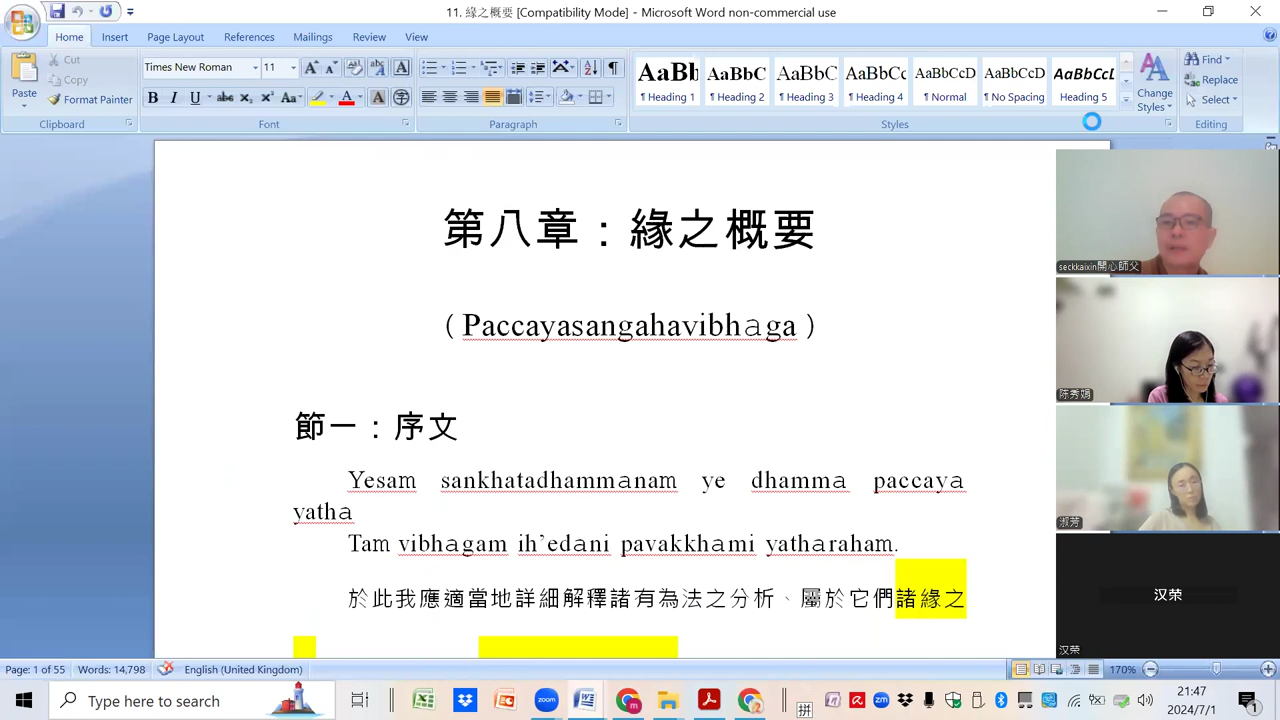 11. 緣之概要 [Compatibility Mode] - Microsoft Word non-commercial use
Home Insert Page Layout References Mailings Review View
Paste
Cut
Copy
Format Painter
Clipboard
Times New Roman 11
Font
Paragraph
AaBb AaBbC AaBbC AaBbCc AaBbCcD AaBbCcD AaBbCcL
¶ Heading 1 ¶ Heading 2 ¶ Heading 3 ¶ Heading 4 ¶ Normal ¶ No Spacing ¶ Heading 5
Styles
Change Styles
Find
Replace
Select
Editing
第八章：緣之概要
（Paccayasangahavibhaga）
節一：序文
Yesam sankhatadhammanam ye dhamma paccaya
yatha
Tam vibhagam ih'edani pavakkhami yatharaham.
於此我應適當地詳細解釋諸有為法之分析、屬於它們諸緣之
seckkaixin開心師父
陈秀娟
淑芳
汉荣
汉荣
Page: 1 of 55 Words: 14,798 English (United Kingdom) 170%
Type here to search
zoom
拼
21:47
2024/7/1